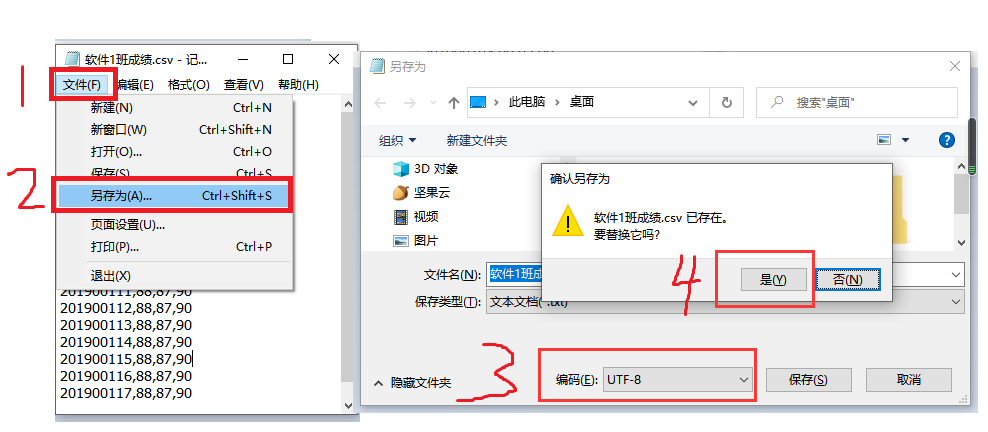 1
软件1班成绩.csv - 记...
文件(F) 编辑(E) 格式(O) 查看(V) 帮助(H)
新建(N) Ctrl+N
新窗口(W) Ctrl+Shift+N
打开(O)... Ctrl+O
保存(S) Ctrl+S
2
另存为(A)... Ctrl+Shift+S
页面设置(U)...
打印(P)... Ctrl+P
退出(X)
201900111,88,87,90
201900112,88,87,90
201900113,88,87,90
201900114,88,87,90
201900115,88,87,90
201900116,88,87,90
201900117,88,87,90
另存为
此电脑 › 桌面
搜索"桌面"
组织 新建文件夹
3D 对象
坚果云
视频
图片
确认另存为
软件1班成绩.csv 已存在。
要替换它吗?
4
是(Y) 否(N)
文件名(N): 软件1班成
保存类型(T): 文本文档(*.txt)
3
隐藏文件夹 编码(E): UTF-8 保存(S) 取消